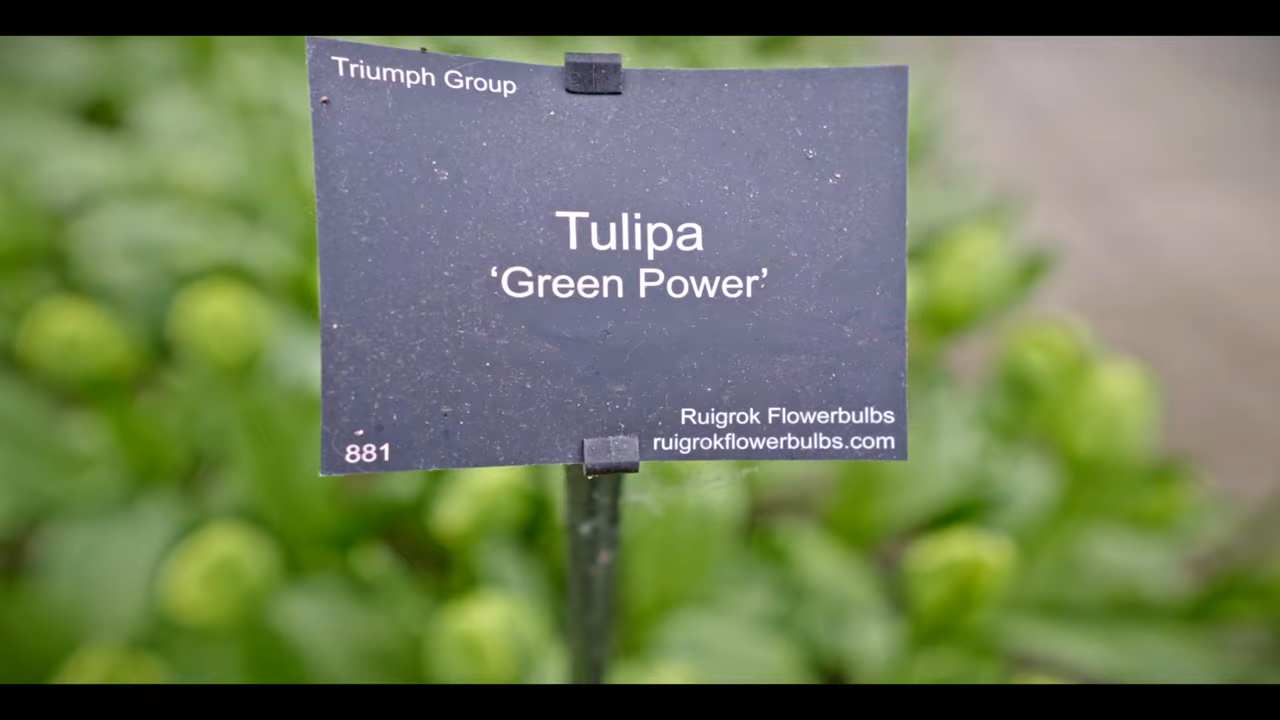 Triumph Group
Tulipa
‘Green Power’
Ruigrok Flowerbulbs
ruigrokflowerbulbs.com
881